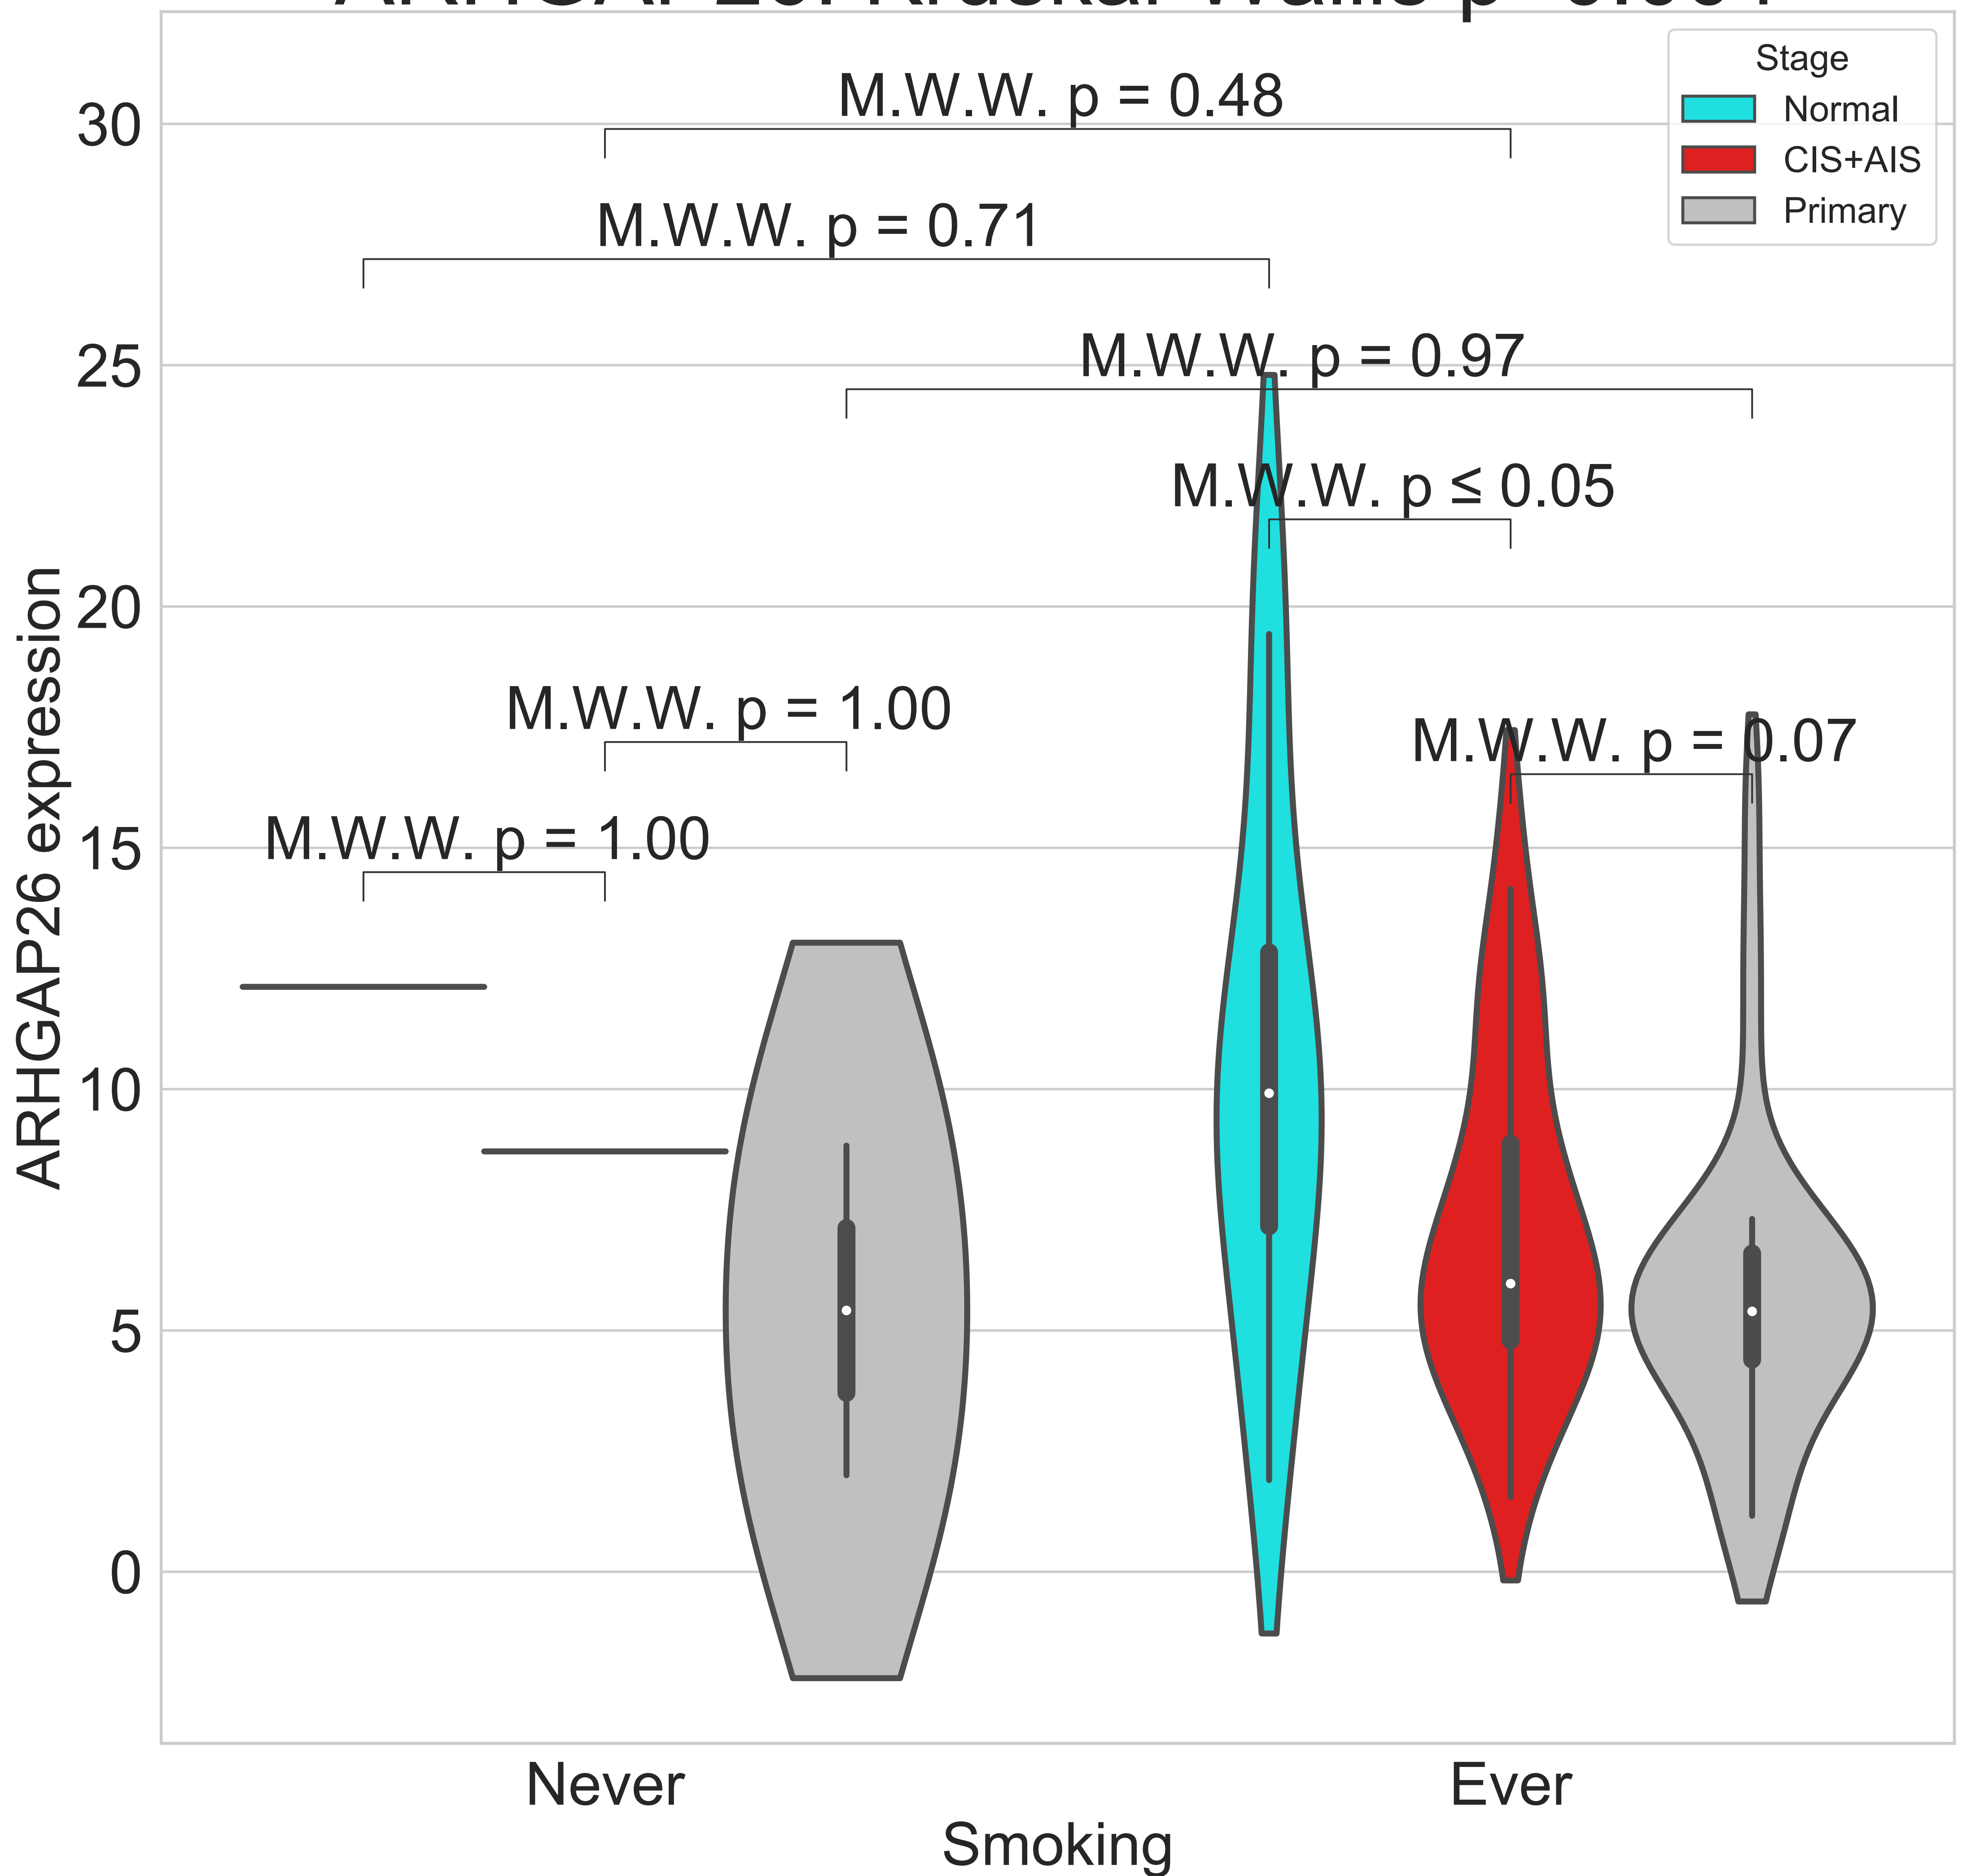 Stage
Normal
CIS+AIS
Primary
M.W.W. p = 0.48
M.W.W. p = 0.71
M.W.W. p = 0.97
M.W.W. p ≤ 0.05
M.W.W. p = 1.00
M.W.W. p = 0.07
M.W.W. p = 1.00
30
25
20
15
10
5
0
ARHGAP26 expression
Never
Ever
Smoking